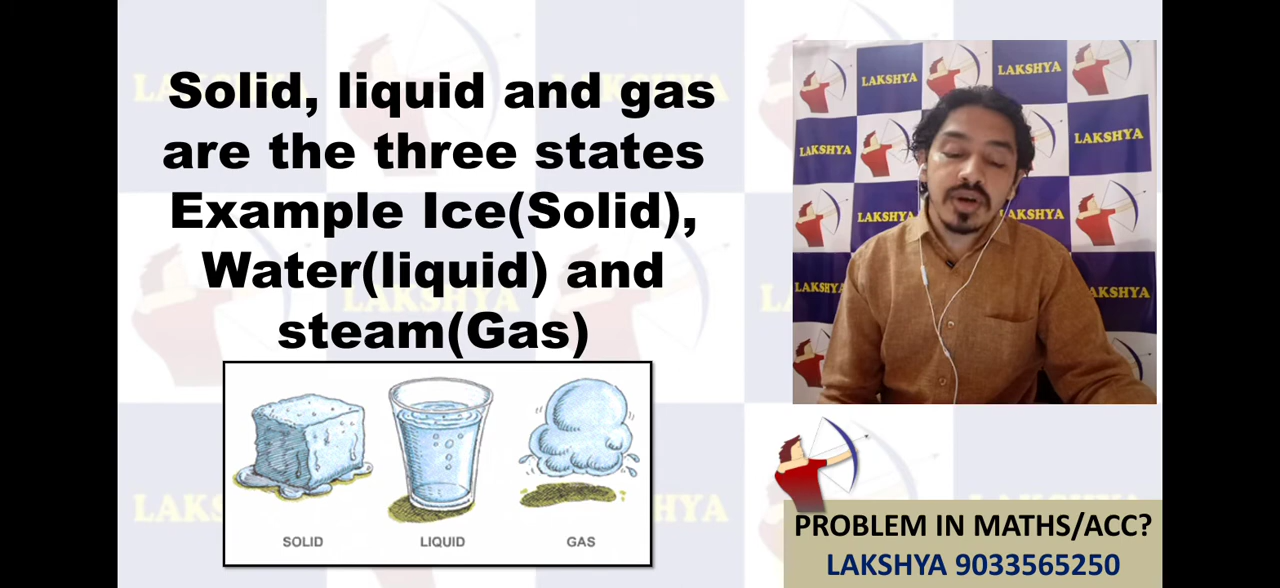 Solid, liquid and gas
are the three states
Example Ice(Solid),
Water(liquid) and
steam(Gas)
SOLID
LIQUID
GAS
LAKSHYA
LAKSHYA
LAKSHYA
LAKSHYA
LAKSHYA
LAKSHYA
LAKSHYA
AKSHYA
PROBLEM IN MATHS/ACC?
LAKSHYA 9033565250